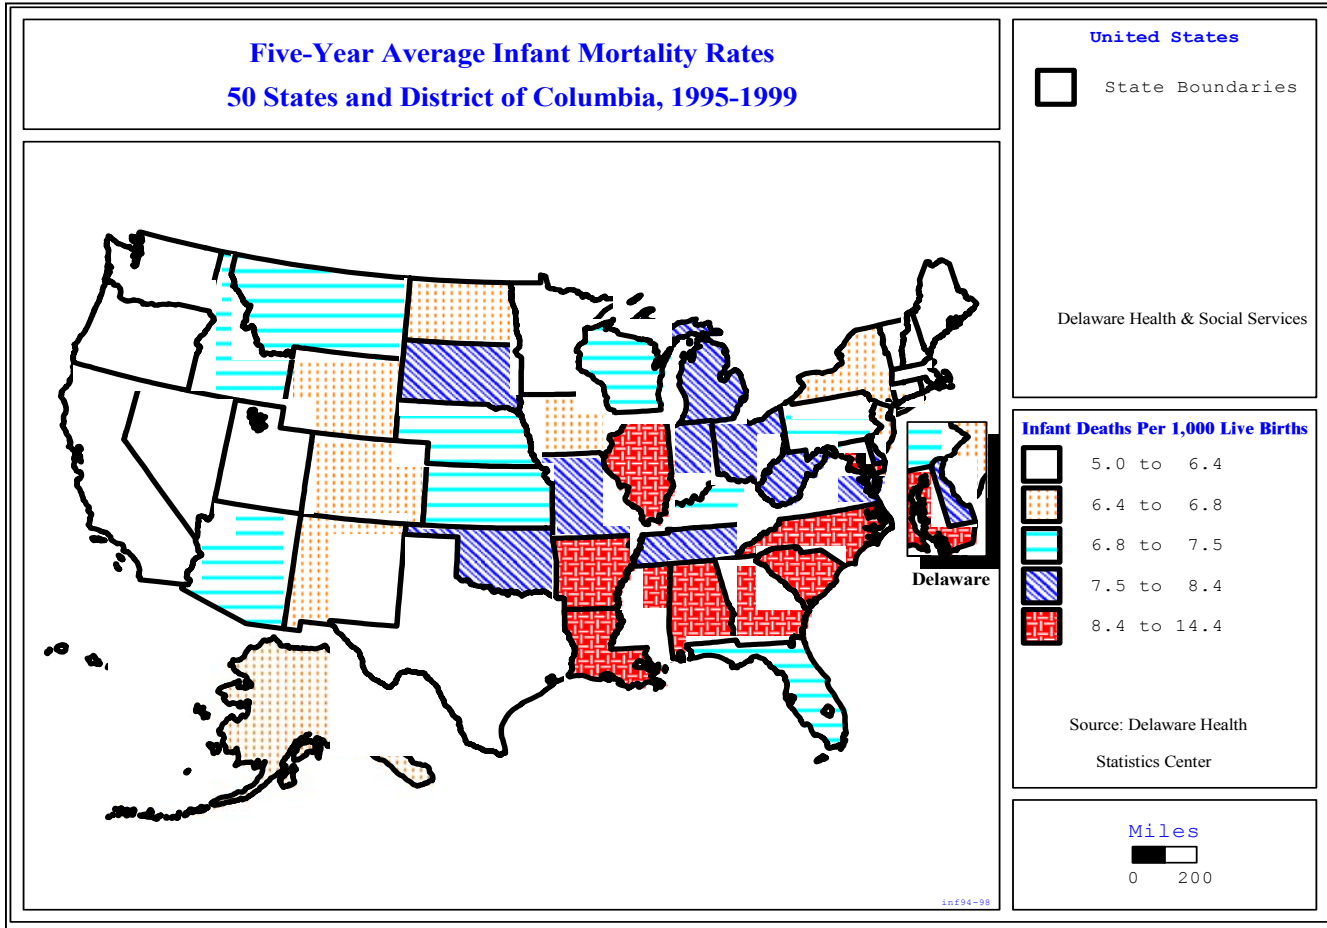 Five-Year Average Infant Mortality Rates
50 States and District of Columbia, 1995-1999
United States
State Boundaries
Delaware Health & Social Services
Infant Deaths Per 1,000 Live Births
5.0 to 6.4
6.4 to 6.8
6.8 to 7.5
7.5 to 8.4
8.4 to 14.4
Delaware
Source: Delaware Health
Statistics Center
Miles
0 200
inf94-98